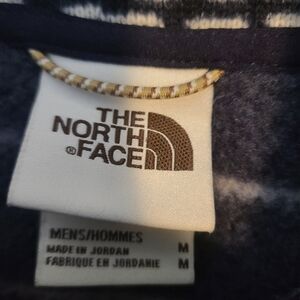 THE
NORTH
®FACE
MENS/HOMMES M
MADE IN JORDAN
FABRIQUE EN JORDANIE M